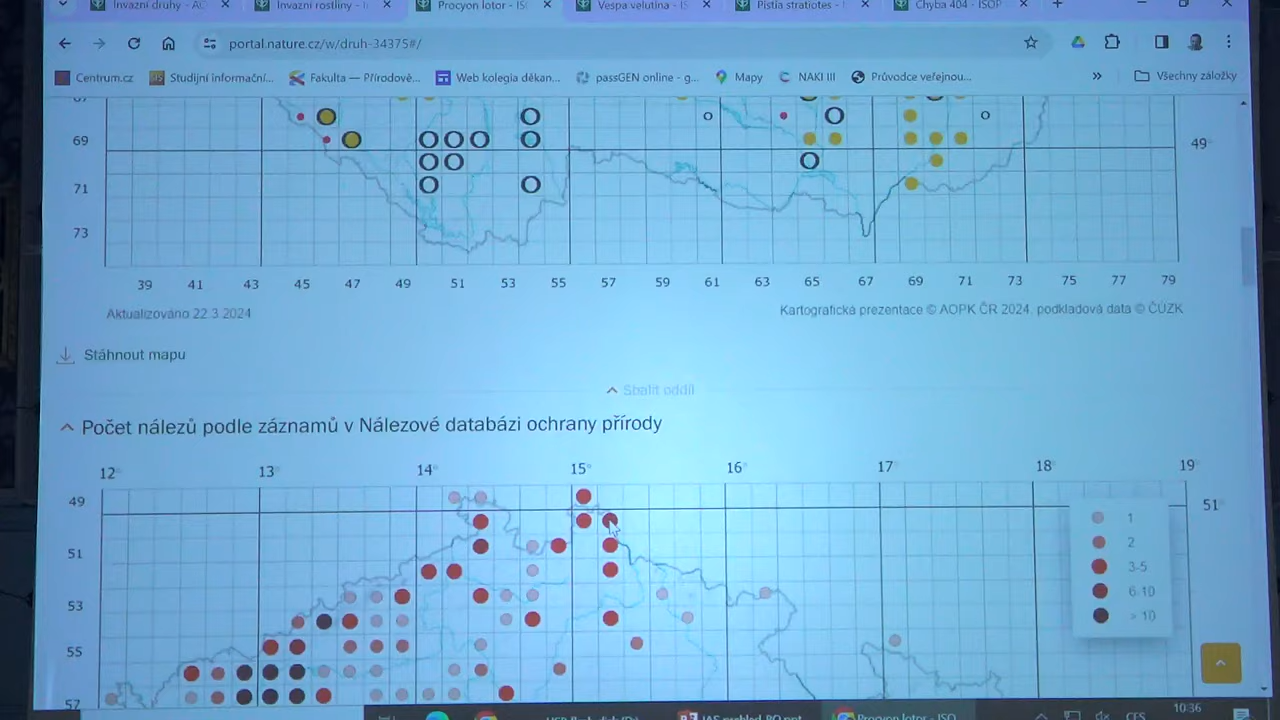 Invazní druhy - AO
Invazní rostliny - I
Procyon lotor - ISO
Vespa velutina - IS
Pistia stratiotes - I
Chyba 404 - ISOP
portal.nature.cz/w/druh-34375#/
Centrum.cz
Studijní informační...
Fakulta — Přírodově...
Web kolegia děkan...
passGEN online - g...
Mapy
NAKI III
Průvodce veřejnou...
»
Všechny záložky
67
69
49°
71
73
39 41 43 45 47 49 51 53 55 57 59 61 63 65 67 69 71 73 75 77 79
Aktualizováno 22.3.2024
Kartografická prezentace © AOPK ČR 2024, podkladová data © ČÚZK
Stáhnout mapu
Sbalit oddíl
Počet nálezů podle záznamů v Nálezové databázi ochrany přírody
12° 13° 14° 15° 16° 17° 18° 19°
49
51°
1
2
51
3-5
6-10
53
> 10
55
57
Procyon lotor - ISO
CES
10:36